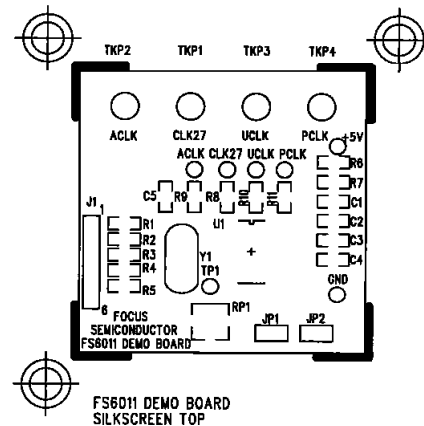 TKP2 TKP1 TKP3 TKP4
ACLK CLK27 UCLK PCLK
+5V
ACLK CLK27 UCLK PCLK
R6
R7
C5 R9 R8 R10 R11
C1
J1 1
U1
R1
C2
R2
C3
R3
Y1
R4
C4
TP1
R5
GND
6
RP1
FOCUS
SEMICONDUCTOR
FS6011 DEMO BOARD
JP1 JP2
FS6011 DEMO BOARD
SILKSCREEN TOP